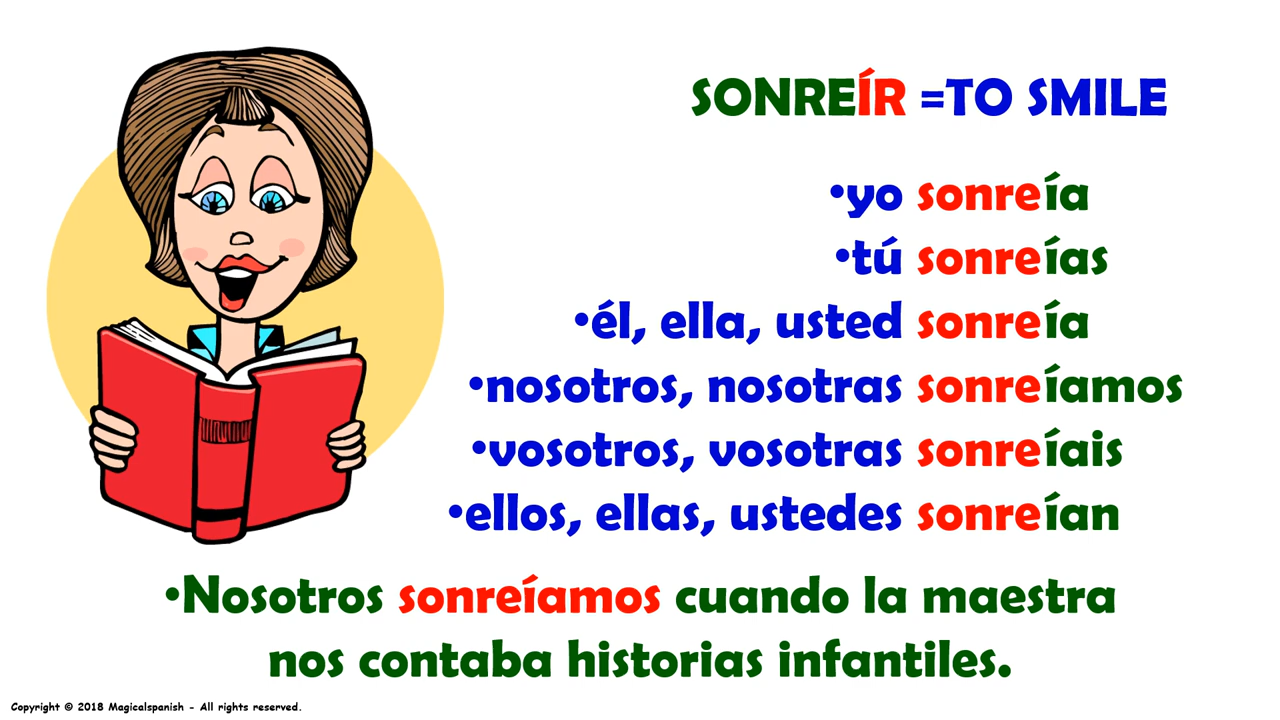 SONREÍR =TO SMILE
•yo sonreía
•tú sonreías
•él, ella, usted sonreía
•nosotros, nosotras sonreíamos
•vosotros, vosotras sonreíais
•ellos, ellas, ustedes sonreían
•Nosotros sonreíamos cuando la maestra
nos contaba historias infantiles.
Copyright © 2018 Magicalspanish - All rights reserved.